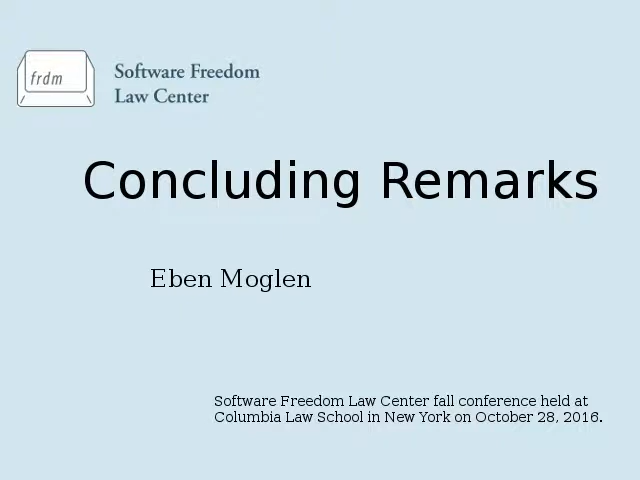 frdm
Software Freedom
Law Center
Concluding Remarks
Eben Moglen
Software Freedom Law Center fall conference held at
Columbia Law School in New York on October 28, 2016.